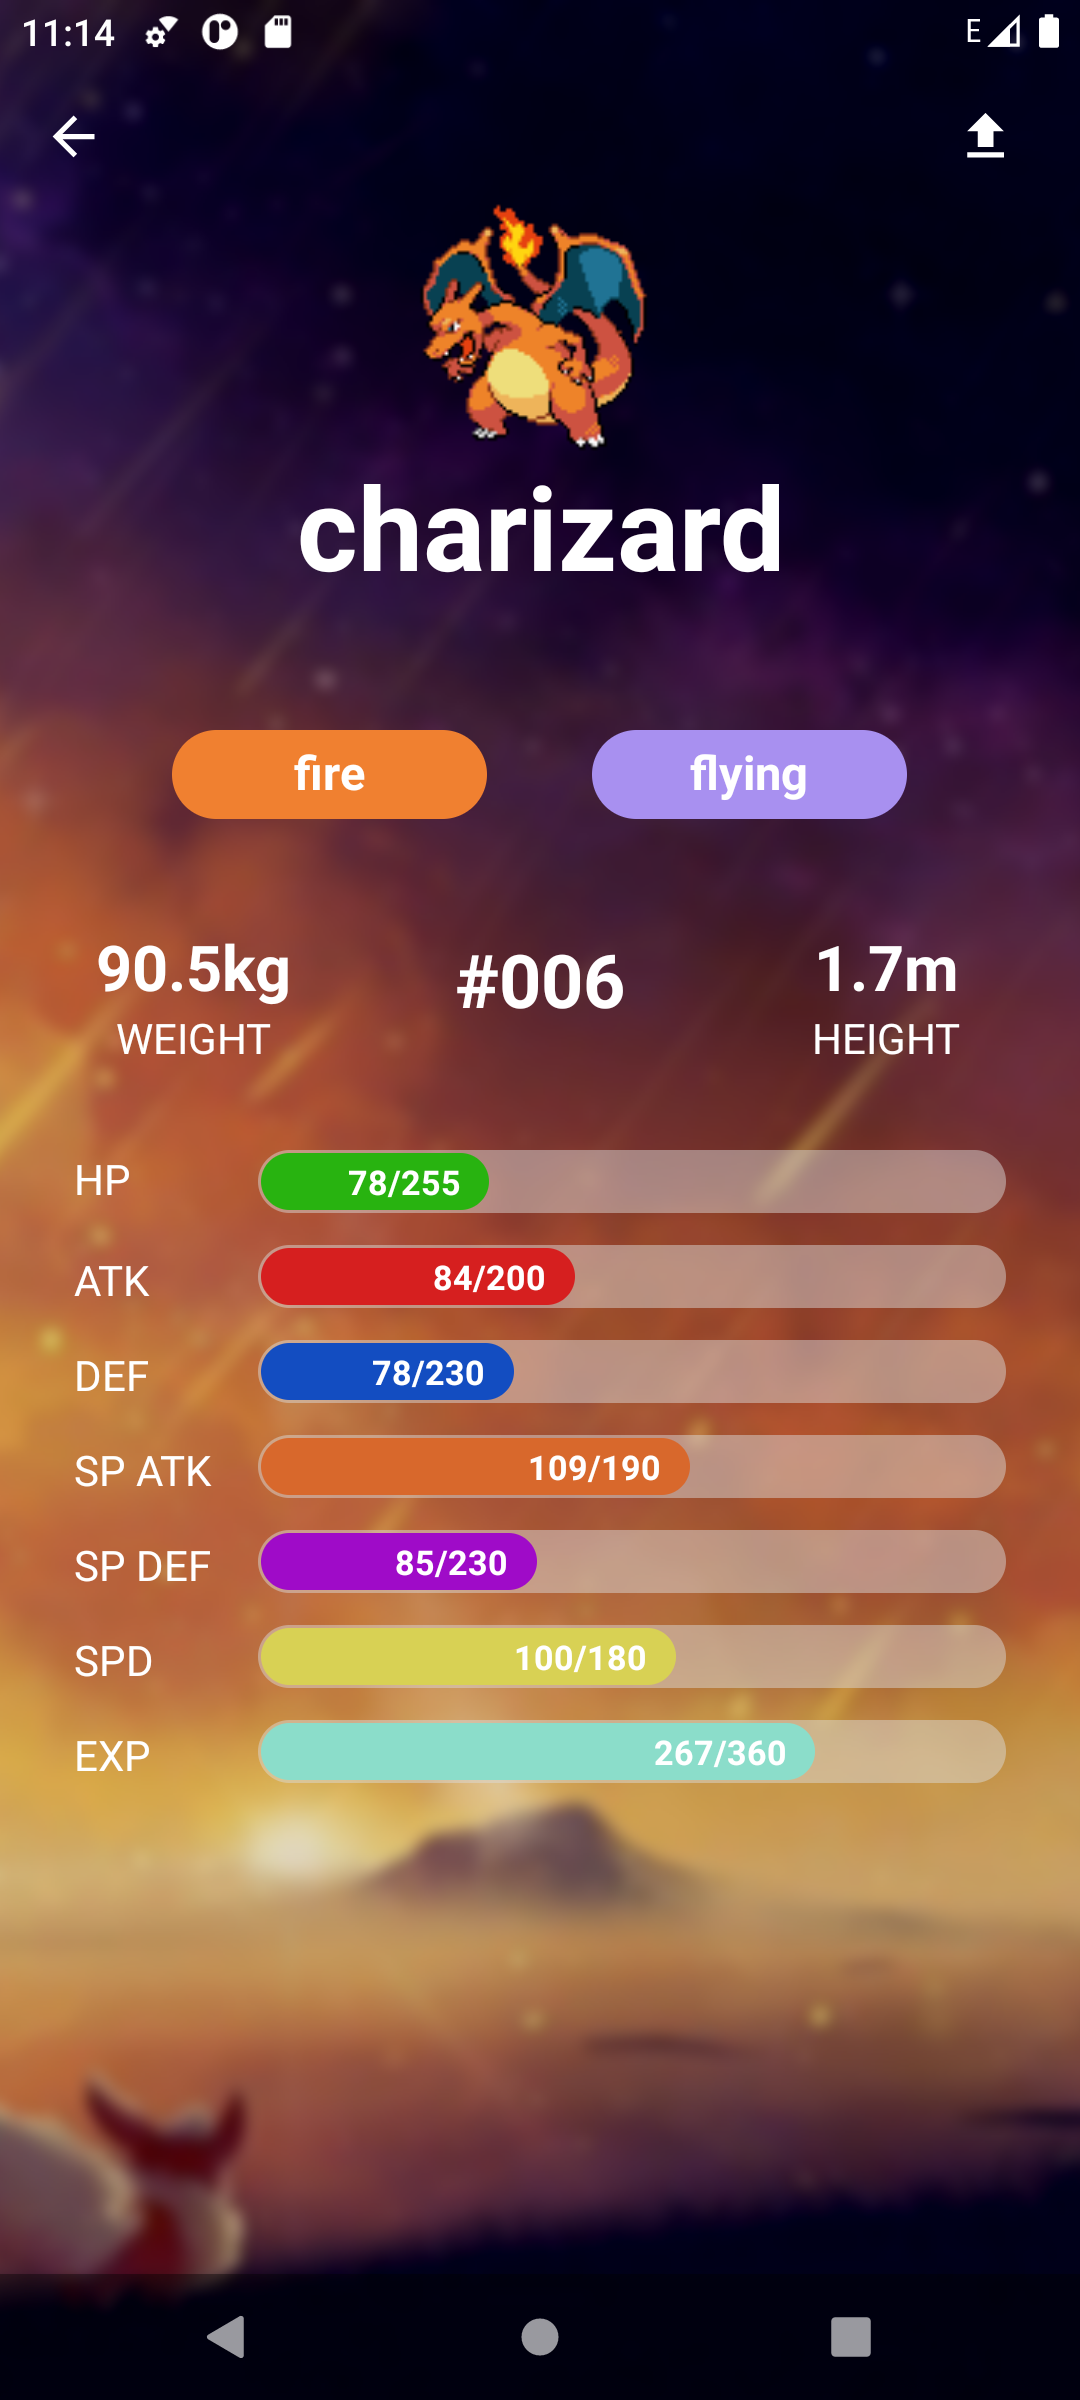 11:14
E
charizard
fire
flying
90.5kg
WEIGHT
#006
1.7m
HEIGHT
HP 78/255
ATK 84/200
DEF 78/230
SP ATK 109/190
SP DEF 85/230
SPD 100/180
EXP 267/360